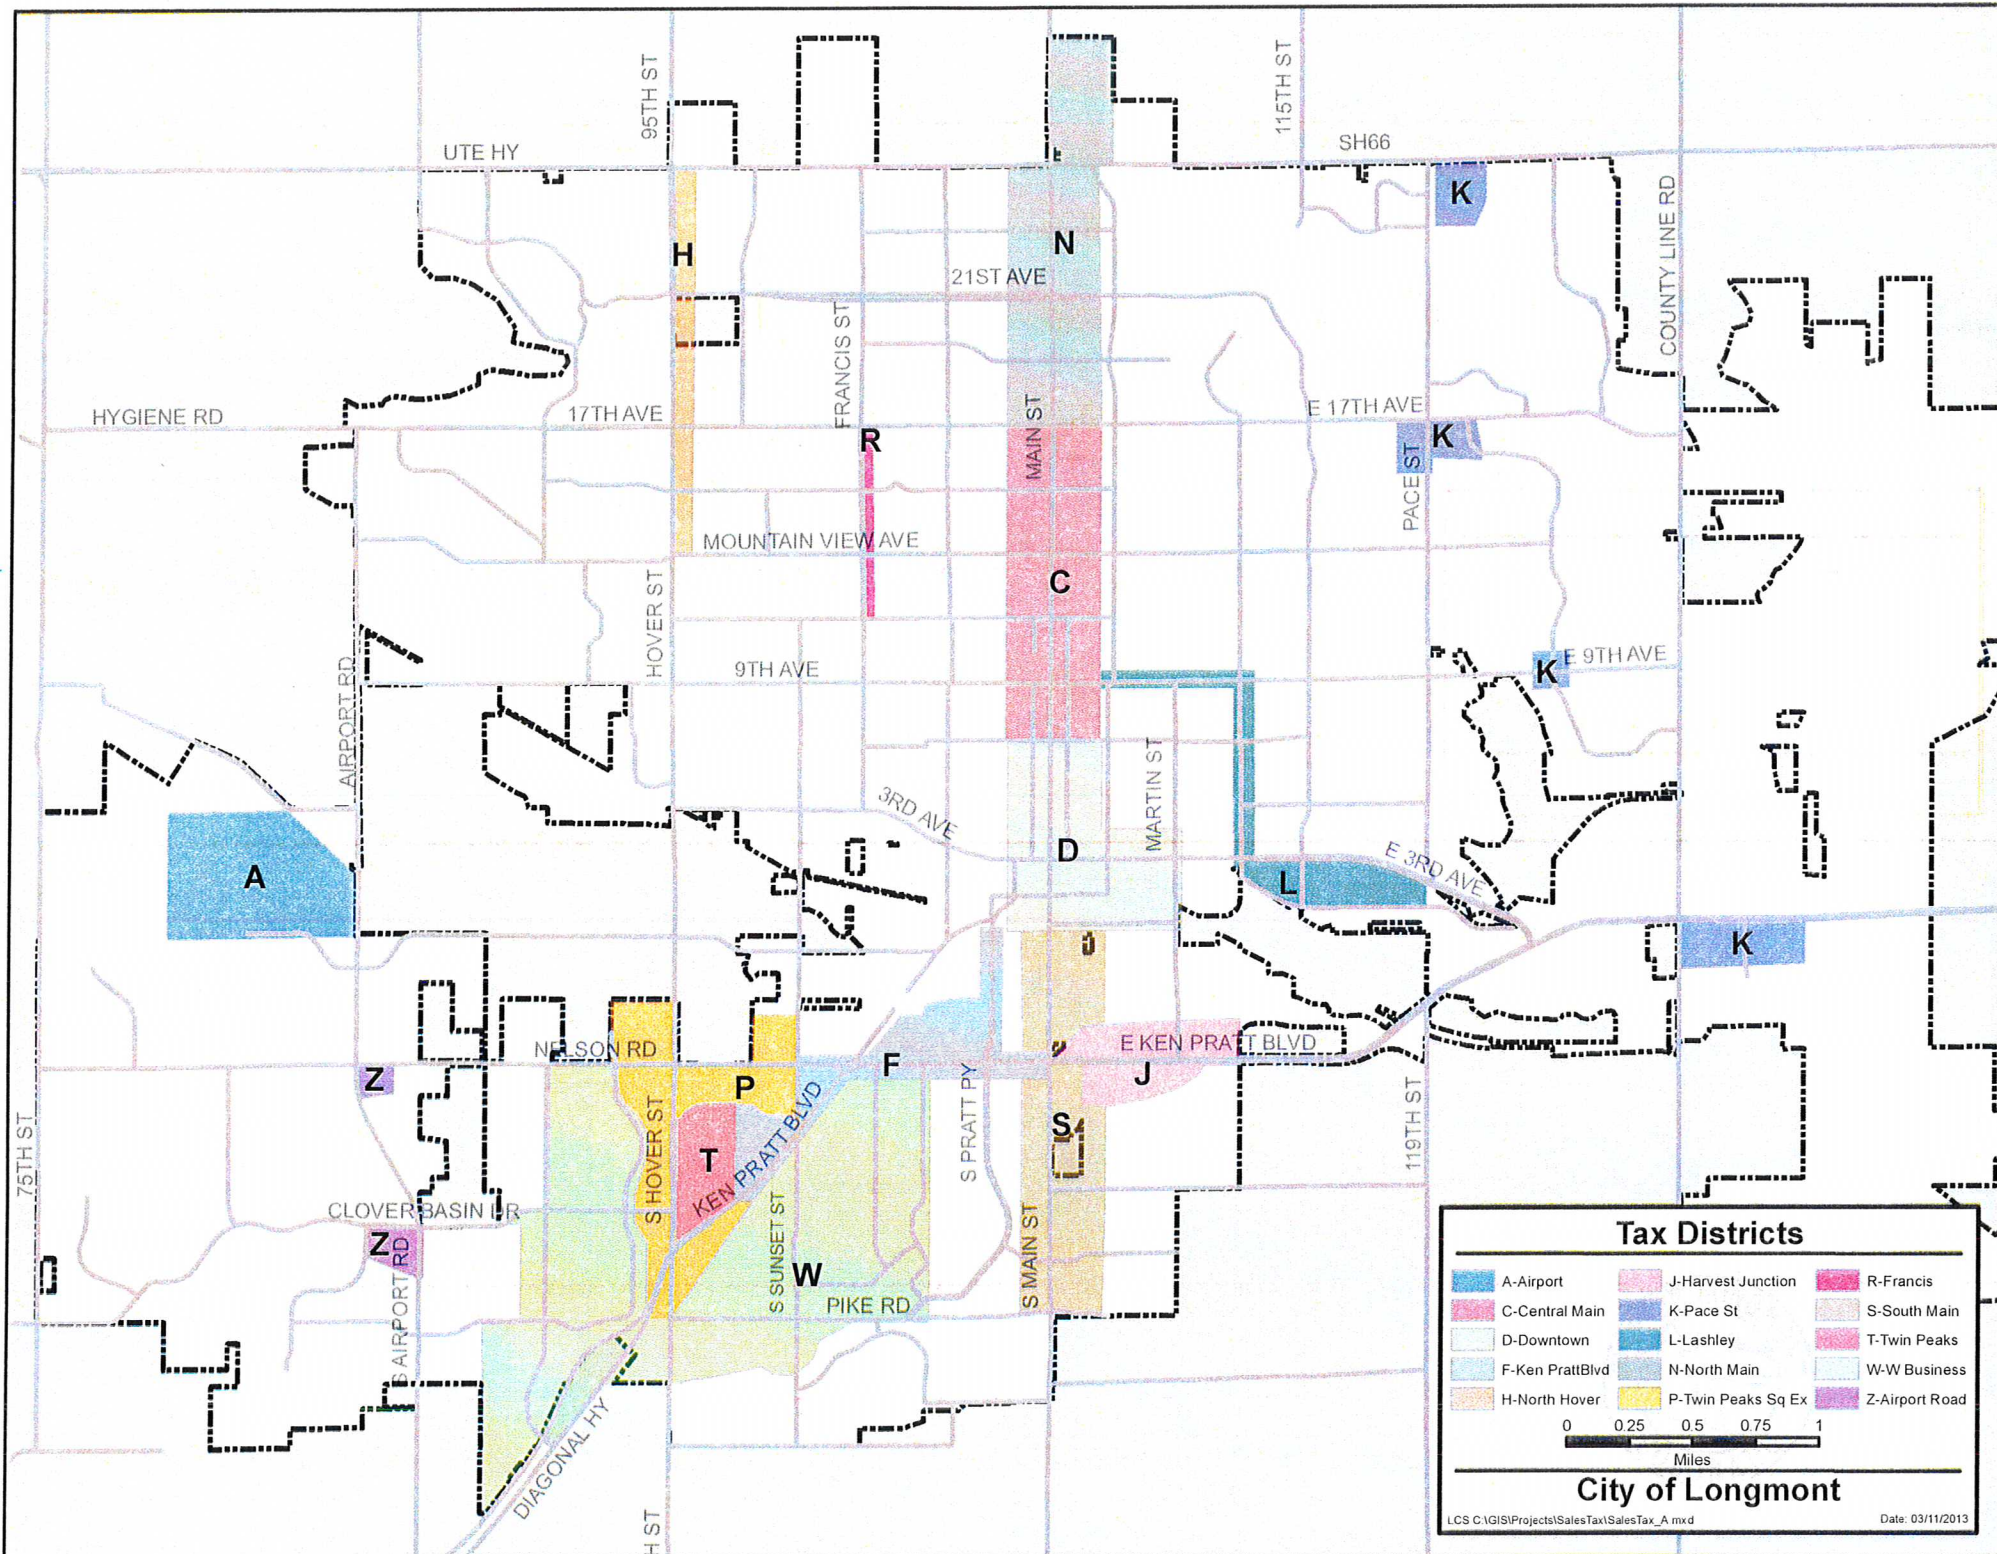 95TH ST
115TH ST
UTE HY
SH66
K
COUNTY LINE RD
H
N
21ST AVE
FRANCIS ST
HYGIENE RD
17TH AVE
MAIN ST
E 17TH AVE
R
K
PACE ST
MOUNTAIN VIEW AVE
C
HOVER ST
AIRPORT RD
9TH AVE
E 9TH AVE
K
MARTIN ST
3RD AVE
D
E 3RD AVE
A
L
K
NELSON RD
E KEN PRATT BLVD
F
Z
P
J
S PRATT PY
119TH ST
75TH ST
S HOVER ST
T
KEN PRATT BLVD
S
CLOVER BASIN DR
Z
S AIRPORT RD
S SUNSET ST
W
PIKE RD
S MAIN ST
DIAGONAL HY
H ST
Tax Districts
A-Airport
J-Harvest Junction
R-Francis
C-Central Main
K-Pace St
S-South Main
D-Downtown
L-Lashley
T-Twin Peaks
F-Ken PrattBlvd
N-North Main
W-W Business
H-North Hover
P-Twin Peaks Sq Ex
Z-Airport Road
0 0.25 0.5 0.75 1
Miles
City of Longmont
LCS C:\GIS\Projects\SalesTax\SalesTax_A.mxd
Date: 03/11/2013